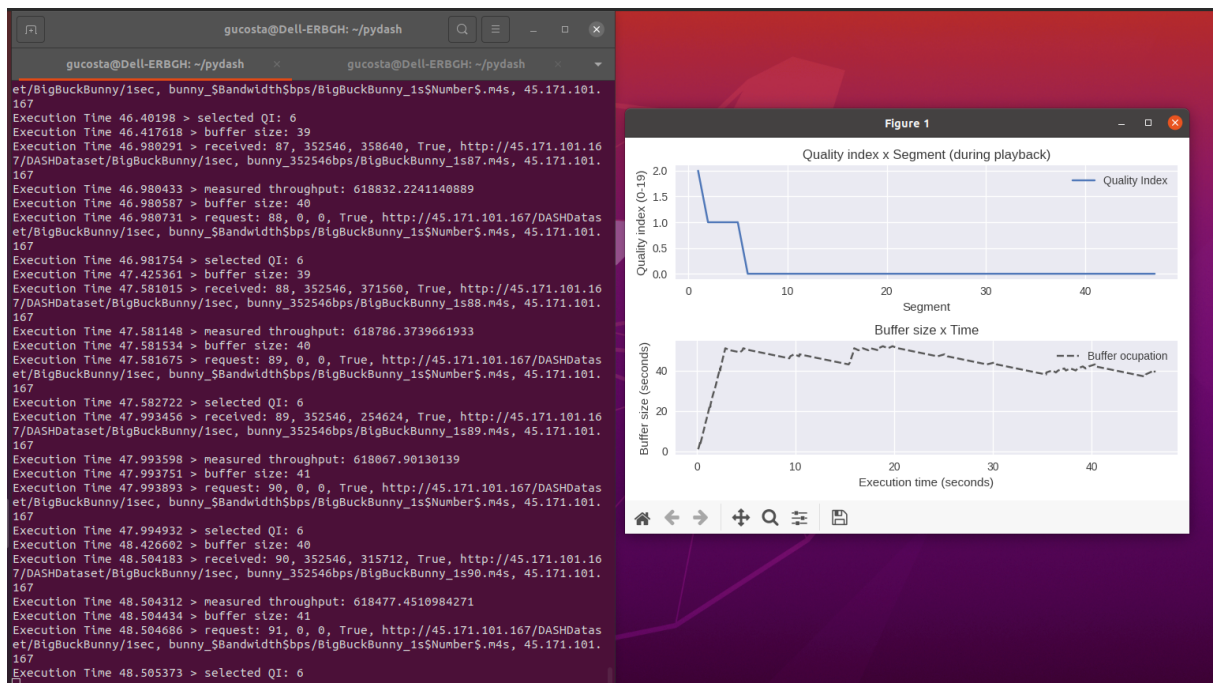 gucosta@Dell-ERBGH: ~/pydash
gucosta@Dell-ERBGH: ~/pydash
gucosta@Dell-ERBGH: ~/pydash
et/BigBuckBunny/1sec, bunny_$Bandwidth$bps/BigBuckBunny_1s$Number$.m4s, 45.171.101.
167
Execution Time 46.40198 > selected QI: 6
Execution Time 46.417618 > buffer size: 39
Execution Time 46.980291 > received: 87, 352546, 358640, True, http://45.171.101.16
7/DASHDataset/BigBuckBunny/1sec, bunny_352546bps/BigBuckBunny_1s87.m4s, 45.171.101.
167
Execution Time 46.980433 > measured throughput: 618832.2241140889
Execution Time 46.980587 > buffer size: 40
Execution Time 46.980731 > request: 88, 0, 0, True, http://45.171.101.167/DASHDatas
et/BigBuckBunny/1sec, bunny_$Bandwidth$bps/BigBuckBunny_1s$Number$.m4s, 45.171.101.
167
Execution Time 46.981754 > selected QI: 6
Execution Time 47.425361 > buffer size: 39
Execution Time 47.581015 > received: 88, 352546, 371560, True, http://45.171.101.16
7/DASHDataset/BigBuckBunny/1sec, bunny_352546bps/BigBuckBunny_1s88.m4s, 45.171.101.
167
Execution Time 47.581148 > measured throughput: 618786.3739661933
Execution Time 47.581534 > buffer size: 40
Execution Time 47.581675 > request: 89, 0, 0, True, http://45.171.101.167/DASHDatas
et/BigBuckBunny/1sec, bunny_$Bandwidth$bps/BigBuckBunny_1s$Number$.m4s, 45.171.101.
167
Execution Time 47.582722 > selected QI: 6
Execution Time 47.993456 > received: 89, 352546, 254624, True, http://45.171.101.16
7/DASHDataset/BigBuckBunny/1sec, bunny_352546bps/BigBuckBunny_1s89.m4s, 45.171.101.
167
Execution Time 47.993598 > measured throughput: 618067.90130139
Execution Time 47.993751 > buffer size: 41
Execution Time 47.993893 > request: 90, 0, 0, True, http://45.171.101.167/DASHDatas
et/BigBuckBunny/1sec, bunny_$Bandwidth$bps/BigBuckBunny_1s$Number$.m4s, 45.171.101.
167
Execution Time 47.994932 > selected QI: 6
Execution Time 48.426602 > buffer size: 40
Execution Time 48.504183 > received: 90, 352546, 315712, True, http://45.171.101.16
7/DASHDataset/BigBuckBunny/1sec, bunny_352546bps/BigBuckBunny_1s90.m4s, 45.171.101.
167
Execution Time 48.504312 > measured throughput: 618477.4510984271
Execution Time 48.504434 > buffer size: 41
Execution Time 48.504686 > request: 91, 0, 0, True, http://45.171.101.167/DASHDatas
et/BigBuckBunny/1sec, bunny_$Bandwidth$bps/BigBuckBunny_1s$Number$.m4s, 45.171.101.
167
Execution Time 48.505373 > selected QI: 6
Figure 1
Quality index x Segment (during playback)
Quality index (0-19)
2.0
1.5
1.0
0.5
0.0
Quality Index
0 10 20 30 40
Segment
Buffer size x Time
Buffer size (seconds)
40
20
0
Buffer ocupation
0 10 20 30 40
Execution time (seconds)